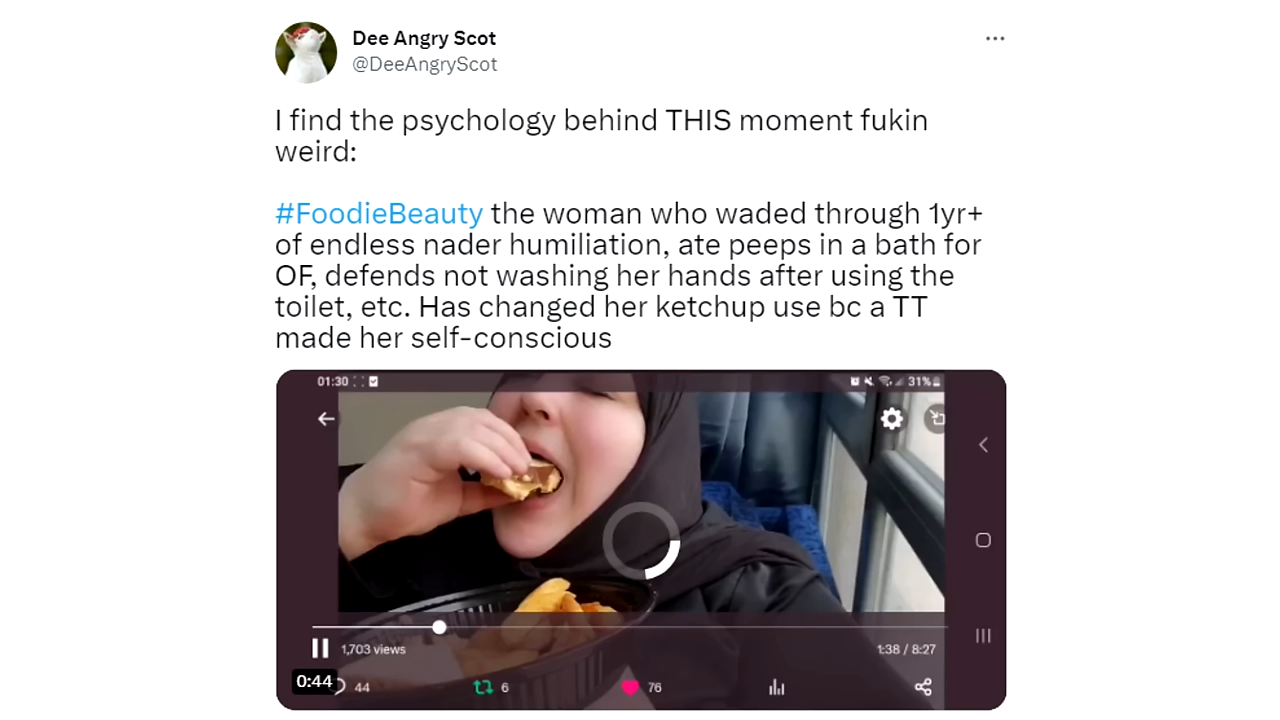 Dee Angry Scot
@DeeAngryScot
I find the psychology behind THIS moment fukin
weird:
#FoodieBeauty the woman who waded through 1yr+
of endless nader humiliation, ate peeps in a bath for
OF, defends not washing her hands after using the
toilet, etc. Has changed her ketchup use bc a TT
made her self-conscious
01:30 31%
1,703 views 1:38 / 8:27
0:44 44 6 76